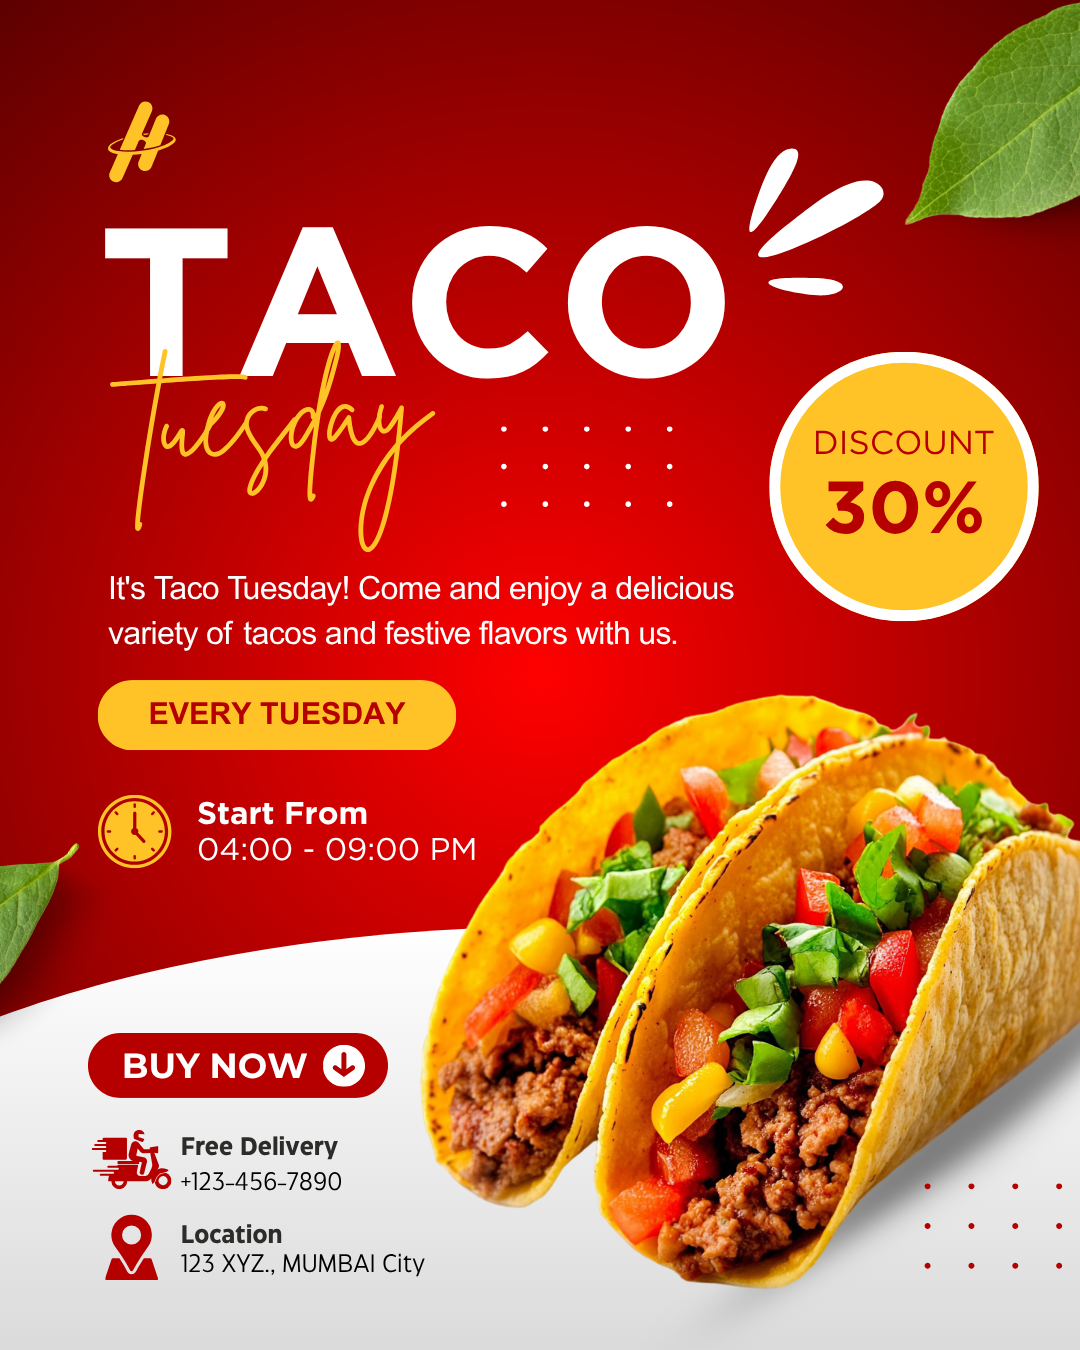 TACO
Tuesday
DISCOUNT
30%
It's Taco Tuesday! Come and enjoy a delicious
variety of tacos and festive flavors with us.
EVERY TUESDAY
Start From
04:00 - 09:00 PM
BUY NOW
Free Delivery
+123-456-7890
Location
123 XYZ., MUMBAI City